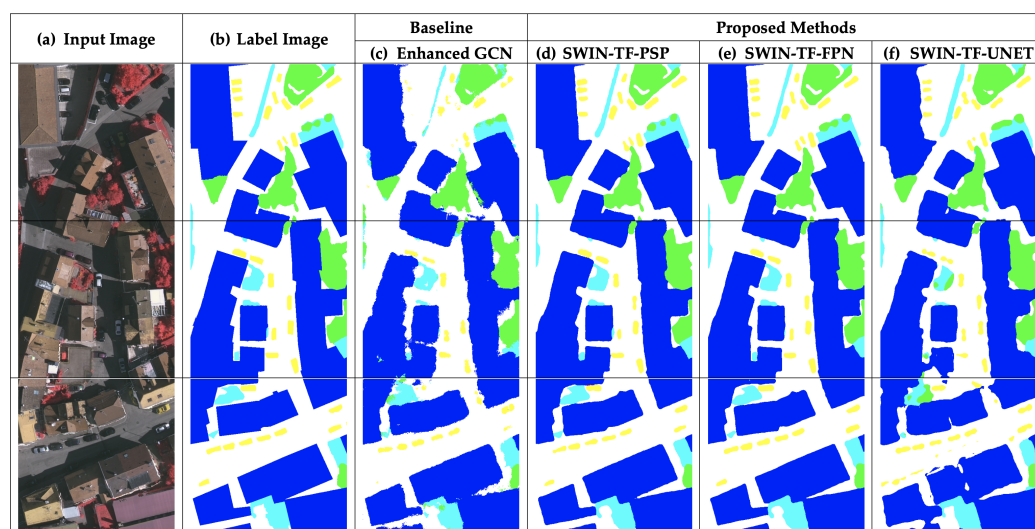 Baseline
Proposed Methods
(a) Input Image
(b) Label Image
(c) Enhanced GCN
(d) SWIN-TF-PSP
(e) SWIN-TF-FPN
(f) SWIN-TF-UNET